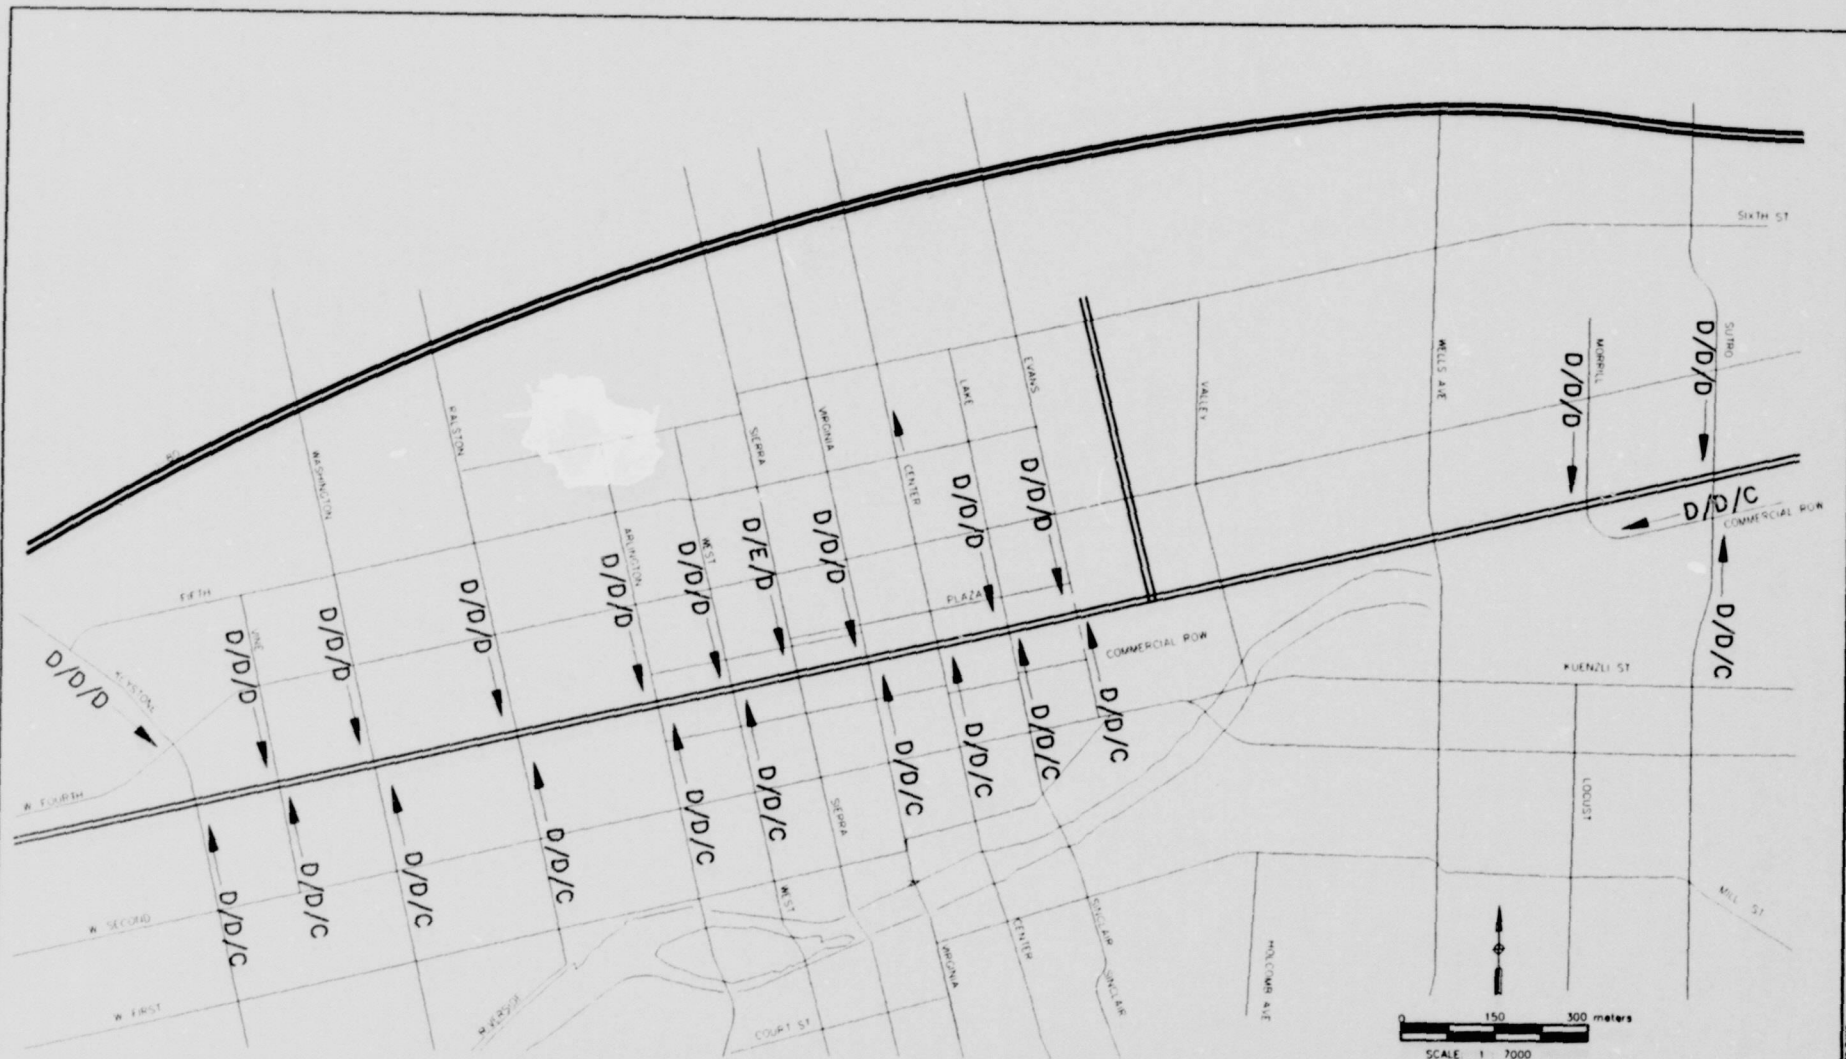 SIXTH ST
SUTRO
D/D/D
MORRILL
D/D/D
WELLS AVE
VALLEY
EVANS
LAKE
CENTER
VIRGINIA
SIERRA
RALSTON
WASHINGTON
D/D/D
D/D/D
D/D/D
D/E/D
WEST
D/D/D
ARLINGTON
D/D/D
D/D/D
D/D/D
VINE
D/D/D
FIFTH
D/D/D
D/D/C
COMMERCIAL ROW
PLAZA
COMMERCIAL ROW
D/D/C
KUENZLI ST
D/D/C
D/D/C
D/D/C
D/D/C
D/D/C
D/D/C
D/D/C
D/D/C
D/D/C
D/D/C
W FOURTH
SIERRA
LOCUST
W SECOND
WEST
MILL ST
SINCLAIR
CENTER
VIRGINIA
SINCLAIR
HOLCOMB AVE
W FIRST
COURT ST
0 150 300 meters
SCALE 1 : 7000